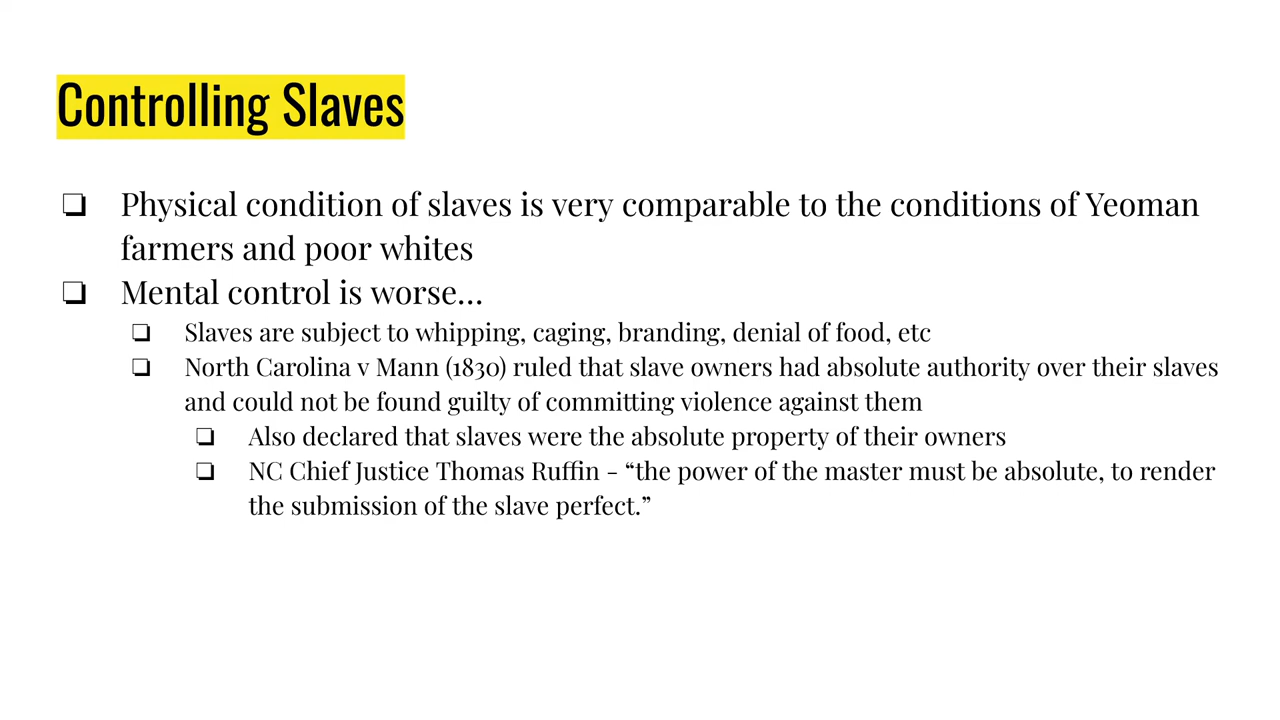 Controlling Slaves
❏ Physical condition of slaves is very comparable to the conditions of Yeoman
farmers and poor whites
❏ Mental control is worse...
❏ Slaves are subject to whipping, caging, branding, denial of food, etc
❏ North Carolina v Mann (1830) ruled that slave owners had absolute authority over their slaves
and could not be found guilty of committing violence against them
❏ Also declared that slaves were the absolute property of their owners
❏ NC Chief Justice Thomas Ruffin - “the power of the master must be absolute, to render
the submission of the slave perfect.”